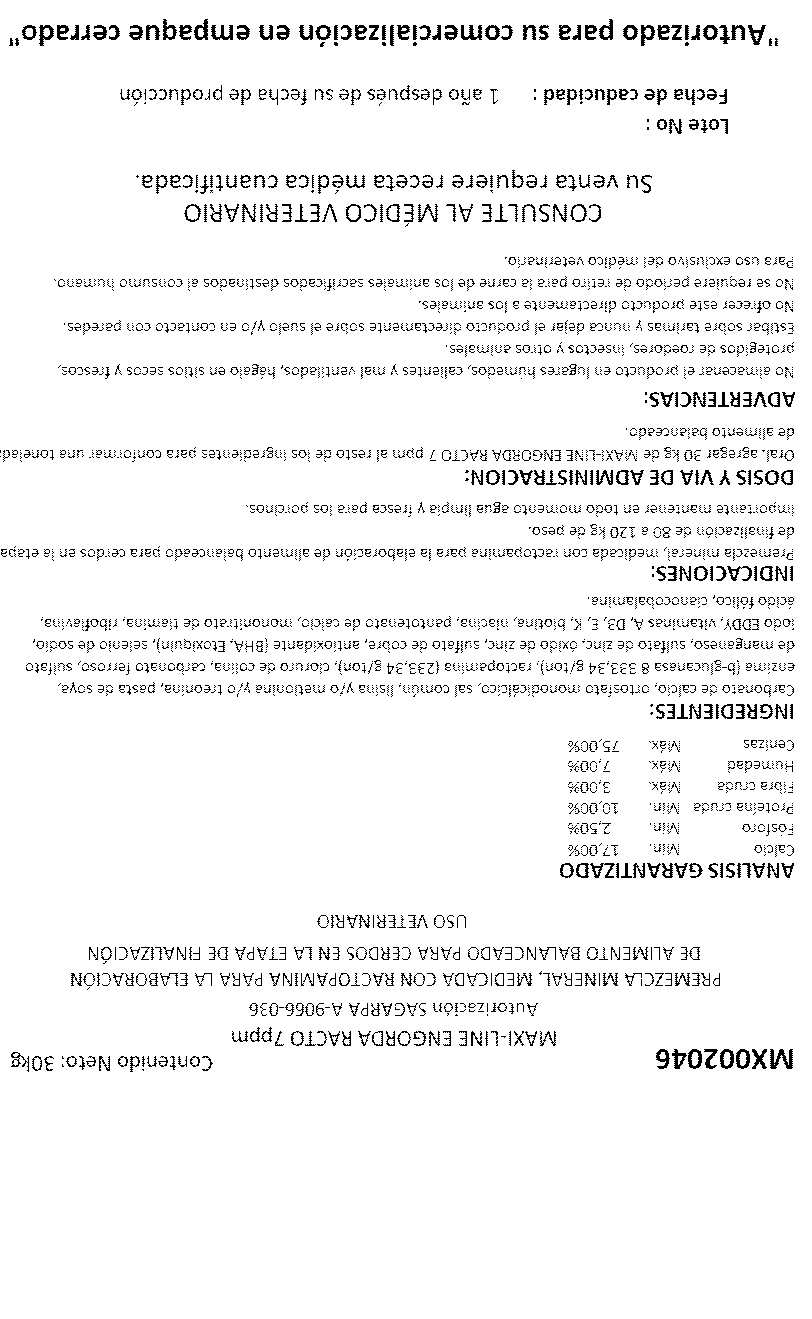 MX002046 Contenido Neto: 30kg
MAXI-LINE ENGORDA RACTO 7ppm
Autorización SAGARPA A-9066-036
PREMEZCLA MINERAL, MEDICADA CON RACTOPAMINA PARA LA ELABORACIÓN
DE ALIMENTO BALANCEADO PARA CERDOS EN LA ETAPA DE FINALIZACIÓN
USO VETERINARIO
ANALISIS GARANTIZADO
Calcio Min. 17,00%
Fósforo Min. 2,50%
Proteína cruda Min. 10,00%
Fibra cruda Máx. 3,00%
Humedad Máx. 7,00%
Cenizas Máx. 75,00%
INGREDIENTES:
Carbonato de calcio, ortosfato monodicálcico, sal común, lisina y/o metionina y/o treonina, pasta de soya,
enzima (b-glucanasa 8 333,34 g/ton), ractopamina (233,34 g/ton), cloruro de colina, carbonato ferroso, sulfato
de manganeso, sulfato de zinc, óxido de zinc, sulfato de cobre, antoxidante (BHA, Etoxiquin), selenio de sodio,
iodo EDDY, vitaminas A, D3, E, K, biotina, niacina, pantotenato de calcio, mononitrato de tiamina, riboflavina,
ácido fólico, cianocobalamina.
INDICACIONES:
Premezcla mineral, medicada con ractopamina para la elaboración de alimento balanceado para cerdos en la etapa
de finalización de 80 a 120 kg de peso.
Importante mantener en todo momento agua limpia y fresca para los porcinos.
DOSIS Y VIA DE ADMINISTRACION:
Oral. agregar 30 kg de MAXI-LINE ENGORDA RACTO 7 ppm al resto de los ingredientes para conformar una tonelada
de alimento balanceado.
ADVERTENCIAS:
No almacenar el producto en lugares húmedos, calientes y mal ventilados, hágalo en sitios secos y frescos,
protegidos de roedores, insectos y otros animales.
Estibar sobre tarimas y nunca dejar el producto directamente sobre el suelo y/o en contacto con paredes.
No ofrecer este producto directamente a los animales.
No se requiere período de retiro para la carne de los animales sacrificados destinados al consumo humano.
Para uso exclusivo del médico veterinario.
CONSULTE AL MÉDICO VETERINARIO
Su venta requiere receta médica cuantificada.
Lote No :
Fecha de caducidad : 1 año después de su fecha de producción
"Autorizado para su comercialización en empaque cerrado"